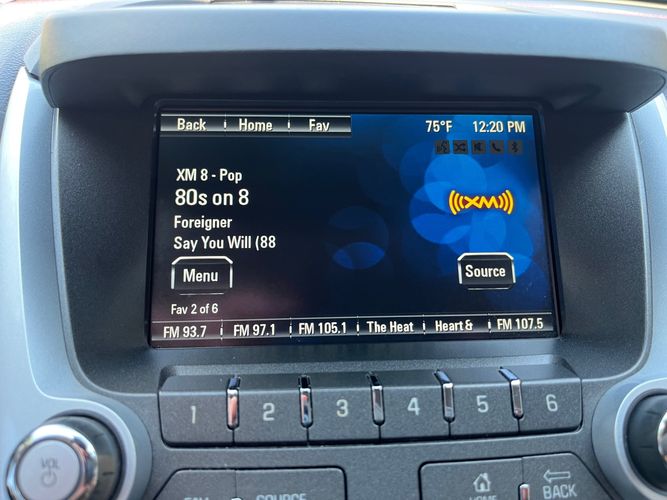 Back Home Fav 75°F 12:20 PM
XM 8 - Pop
80s on 8
((XM))
Foreigner
Say You Will (88
Menu Source
Fav 2 of 6
FM 93.7 FM 97.1 FM 105.1 The Heat Heart & FM 107.5
1 2 3 4 5 6
VOL
FAV SOURCE HOME BACK